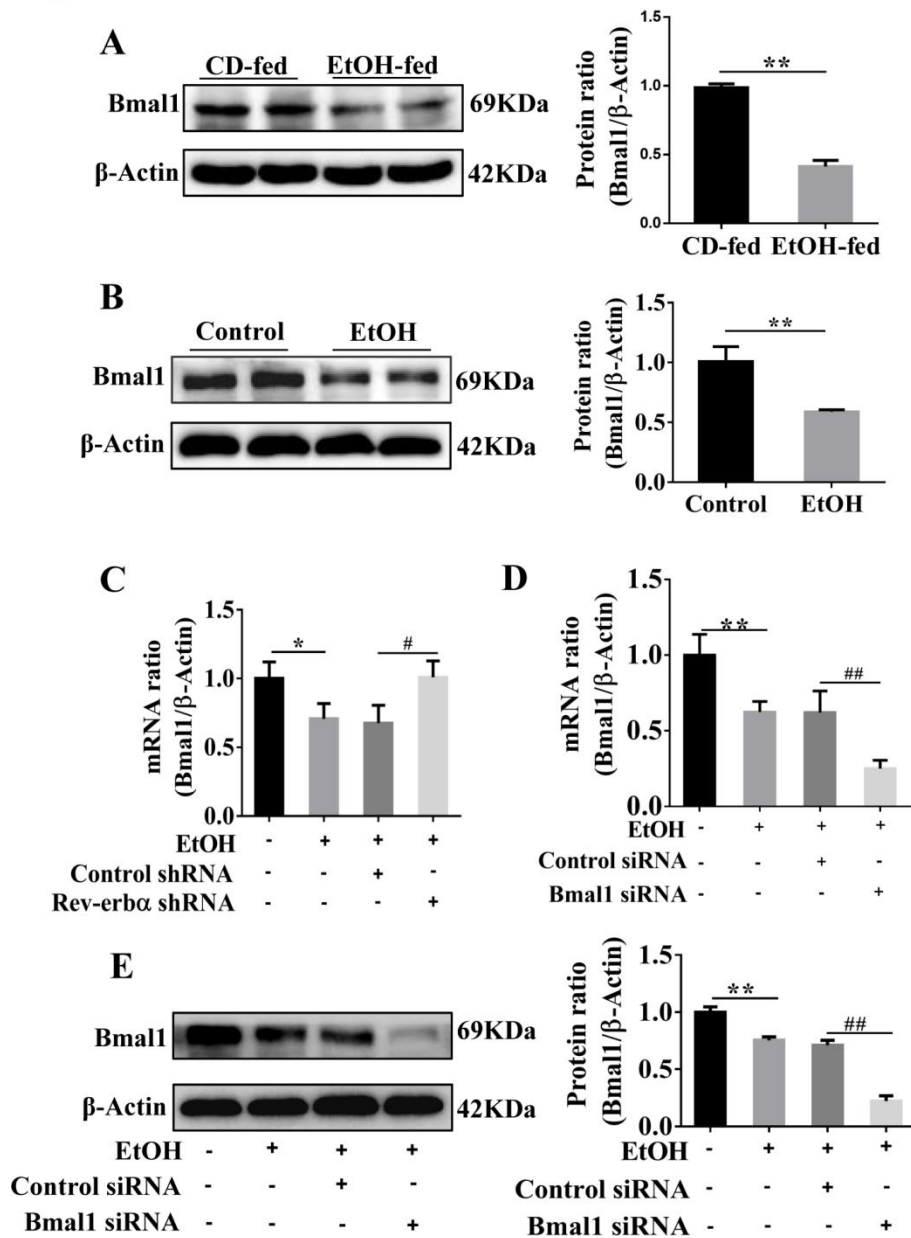 A
CD-fed EtOH-fed
Bmal1 69KDa
β-Actin 42KDa
Protein ratio
(Bmal1/β-Actin)
1.5
1.0
0.5
0.0
**
CD-fed EtOH-fed
B
Control EtOH
Bmal1 69KDa
β-Actin 42KDa
Protein ratio
(Bmal1/β-Actin)
1.5
1.0
0.5
0.0
**
Control EtOH
C
mRNA ratio
(Bmal1/β-Actin)
1.5
1.0
0.5
0.0
* #
EtOH - + + +
Control shRNA - - + -
Rev-erbα shRNA - - - +
D
mRNA ratio
(Bmal1/β-Actin)
1.5
1.0
0.5
0.0
** ##
EtOH - + + +
Control siRNA - - + -
Bmal1 siRNA - - - +
E
Bmal1 69KDa
β-Actin 42KDa
EtOH - + + +
Control siRNA - - + -
Bmal1 siRNA - - - +
Protein ratio
(Bmal1/β-Actin)
1.5
1.0
0.5
0.0
** ##
EtOH - + + +
Control siRNA - - + -
Bmal1 siRNA - - - +